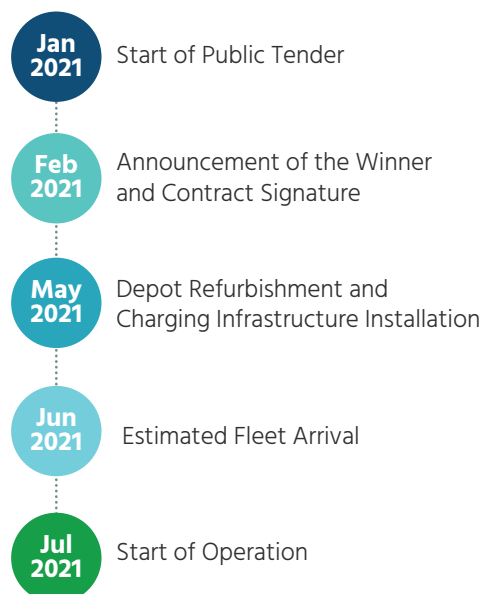 Jan
2021
Start of Public Tender
Feb
2021
Announcement of the Winner
and Contract Signature
May
2021
Depot Refurbishment and
Charging Infrastructure Installation
Jun
2021
Estimated Fleet Arrival
Jul
2021
Start of Operation